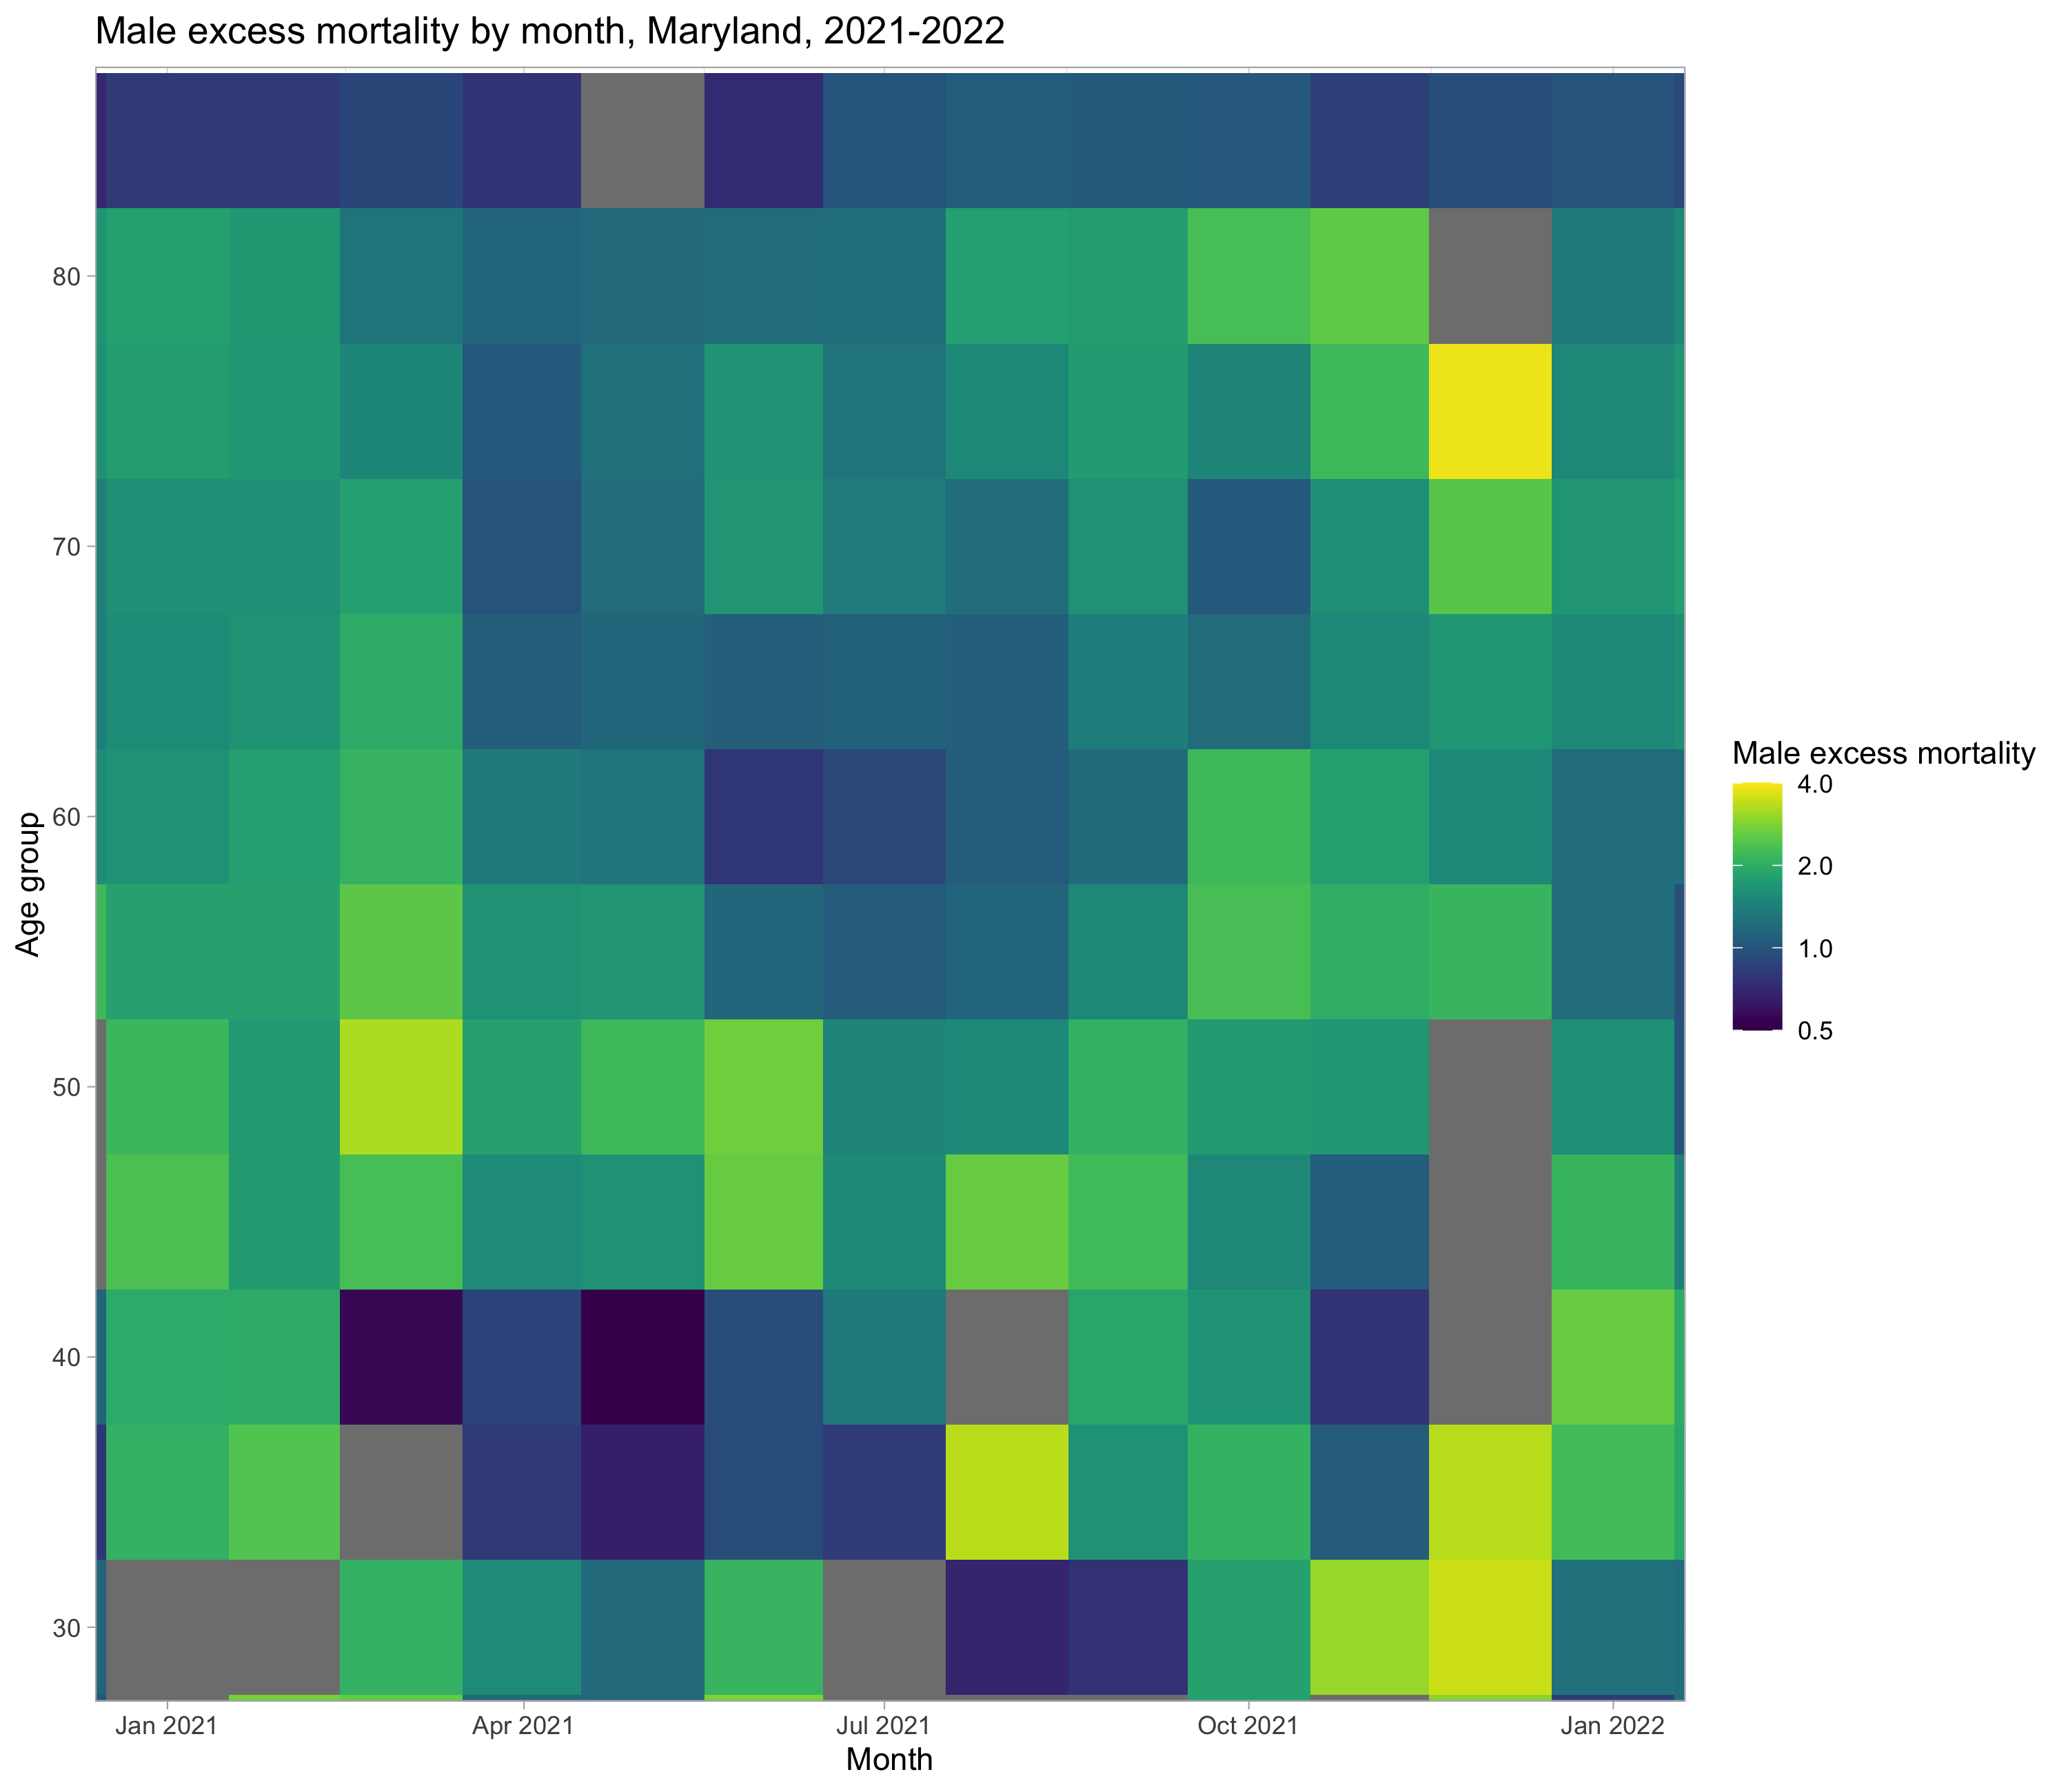 Male excess mortality by month, Maryland, 2021-2022
80
70
60
50
40
30
Age group
Jan 2021
Apr 2021
Jul 2021
Oct 2021
Jan 2022
Month
Male excess mortality
4.0
2.0
1.0
0.5